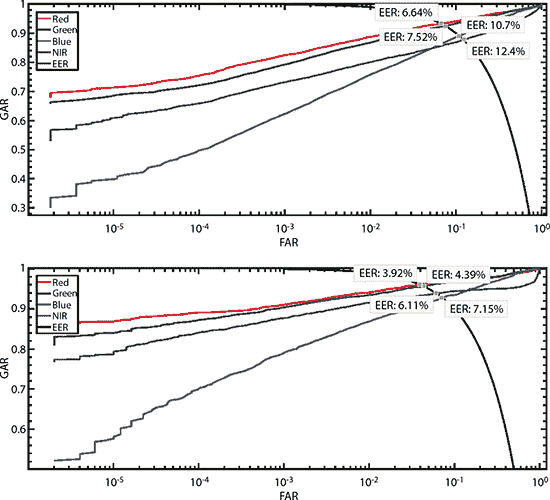 Red
Green
Blue
NIR
EER
EER: 6.64%
EER: 10.7%
EER: 7.52%
EER: 12.4%
1
0.9
0.8
0.7
0.6
0.5
0.4
0.3
GAR
10-5
10-4
10-3
10-2
10-1
100
FAR
Red
Green
Blue
NIR
EER
EER: 3.92%
EER: 4.39%
EER: 6.11%
EER: 7.15%
1
0.9
0.8
0.7
0.6
GAR
10-5
10-4
10-3
10-2
10-1
100
FAR